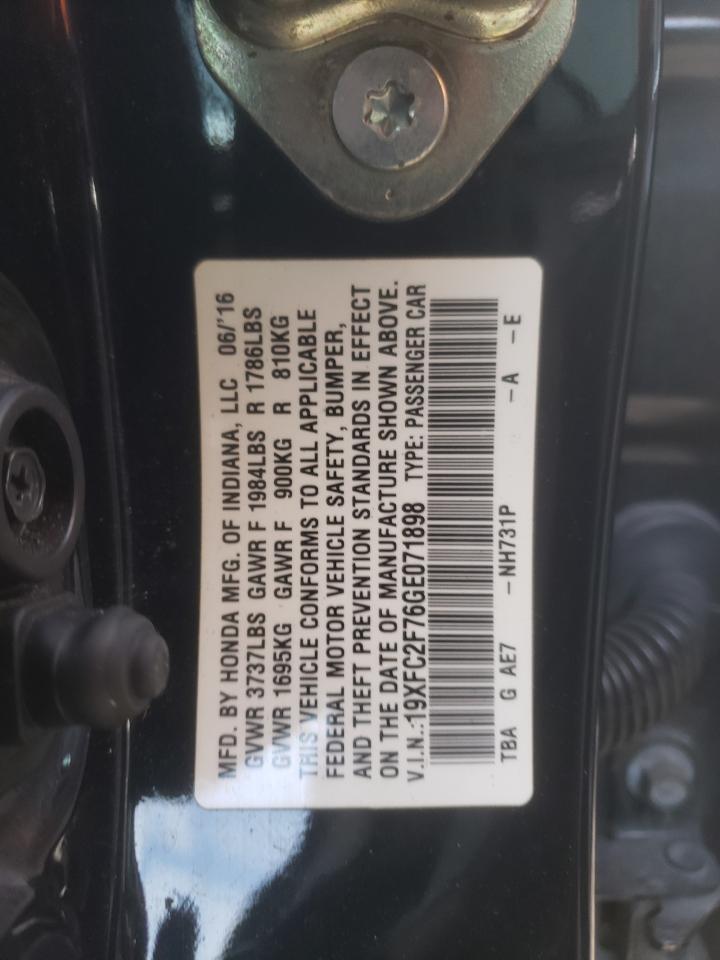 MFD. BY HONDA MFG. OF INDIANA, LLC 06/'16
GVWR 3737LBS GAWR F 1984LBS R 1786LBS
GVWR 1695KG GAWR F 900KG R 810KG
THIS VEHICLE CONFORMS TO ALL APPLICABLE
FEDERAL MOTOR VEHICLE SAFETY, BUMPER,
AND THEFT PREVENTION STANDARDS IN EFFECT
ON THE DATE OF MANUFACTURE SHOWN ABOVE.
V.I.N.:19XFC2F76GE071898 TYPE: PASSENGER CAR
TBA G AE7 -NH731P -A -E